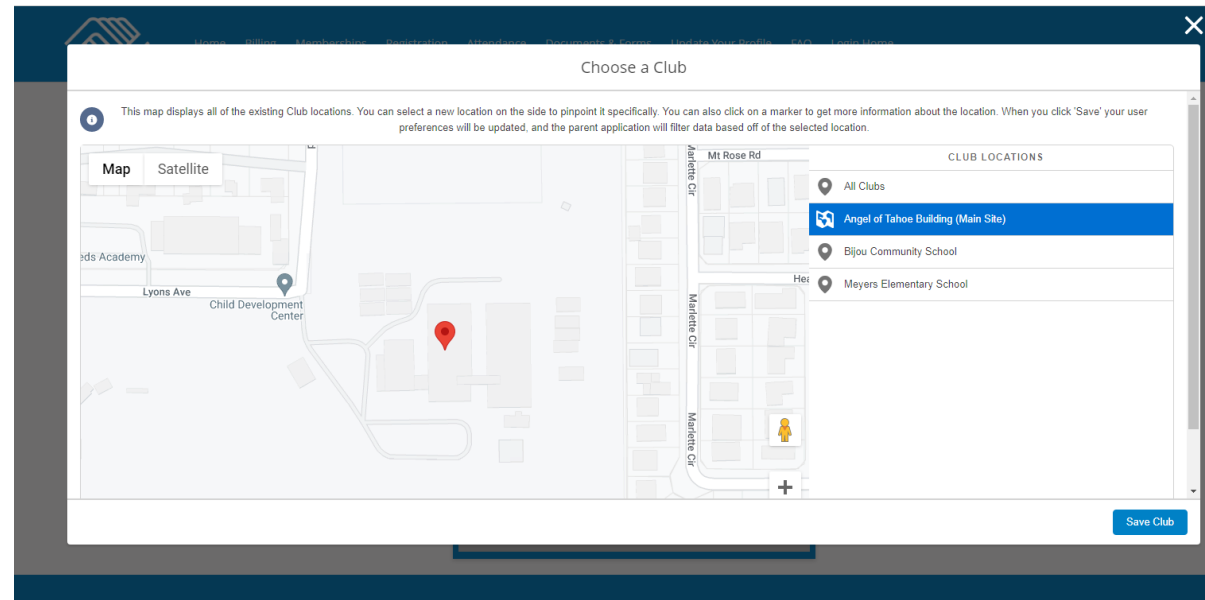 Home Billing Memberships Registration Attendance Documents & Forms Update Your Profile FAQ Login Home
Choose a Club
This map displays all of the existing Club locations. You can select a new location on the side to pinpoint it specifically. You can also click on a marker to get more information about the location. When you click 'Save' your user
preferences will be updated, and the parent application will filter data based off of the selected location.
Map Satellite
Marlette Cir
Mt Rose Rd
CLUB LOCATIONS
All Clubs
Angel of Tahoe Building (Main Site)
Bijou Community School
Meyers Elementary School
eds Academy
Lyons Ave
Child Development
Center
Hea
Marlette Cir
Marlette Cir
Save Club